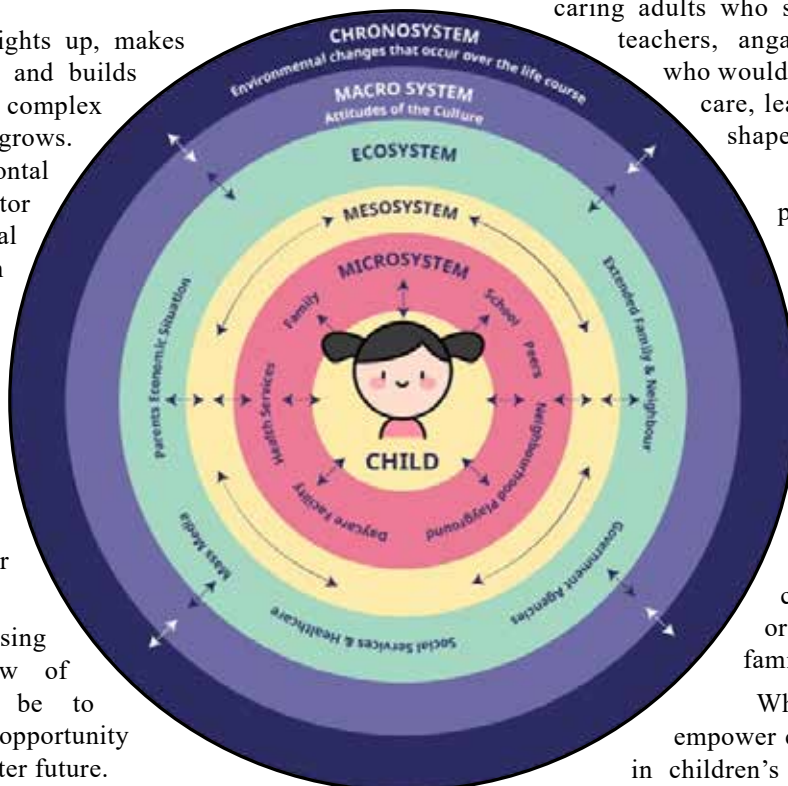 ights up, makes
and builds
complex
grows.
ontal
tor
al
r
sing
w of
be to
opportunity
ter future.
CHRONOSYSTEM
Environmental changes that occur over the life course
MACRO SYSTEM
Attitudes of the Culture
ECOSYSTEM
MESOSYSTEM
MICROSYSTEM
Family
School
Peers
Health Services
Neighbourhood Playground
Daycare Facility
CHILD
Parents Economic Situation
Extended Family & Neighbour
Mass Media
Government Agencies
Social Services & Healthcare
caring adults who s
teachers, anga
who would
care, lea
shape
p
c
or
fami
Wh
empower c
in children's